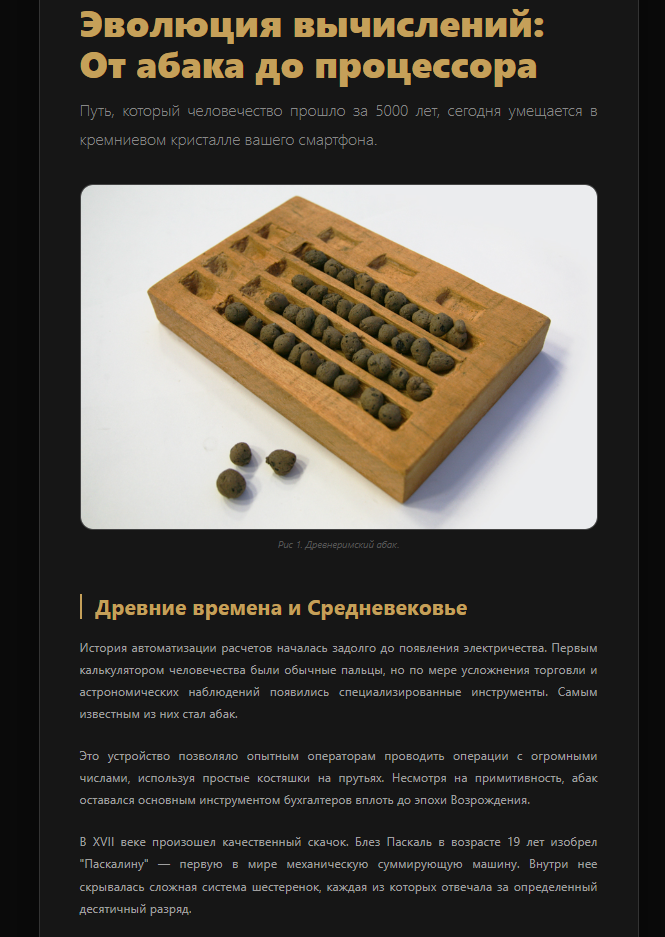 Эволюция вычислений:
От абака до процессора
Путь, который человечество прошло за 5000 лет, сегодня умещается в
кремниевом кристалле вашего смартфона.
Рис 1. Древнеримский абак.
Древние времена и Средневековье
История автоматизации расчетов началась задолго до появления электричества. Первым
калькулятором человечества были обычные пальцы, но по мере усложнения торговли и
астрономических наблюдений появились специализированные инструменты. Самым
известным из них стал абак.
Это устройство позволяло опытным операторам проводить операции с огромными
числами, используя простые костяшки на прутьях. Несмотря на примитивность, абак
оставался основным инструментом бухгалтеров вплоть до эпохи Возрождения.
В XVII веке произошел качественный скачок. Блез Паскаль в возрасте 19 лет изобрел
"Паскалину" — первую в мире механическую суммирующую машину. Внутри нее
скрывалась сложная система шестеренок, каждая из которых отвечала за определенный
десятичный разряд.